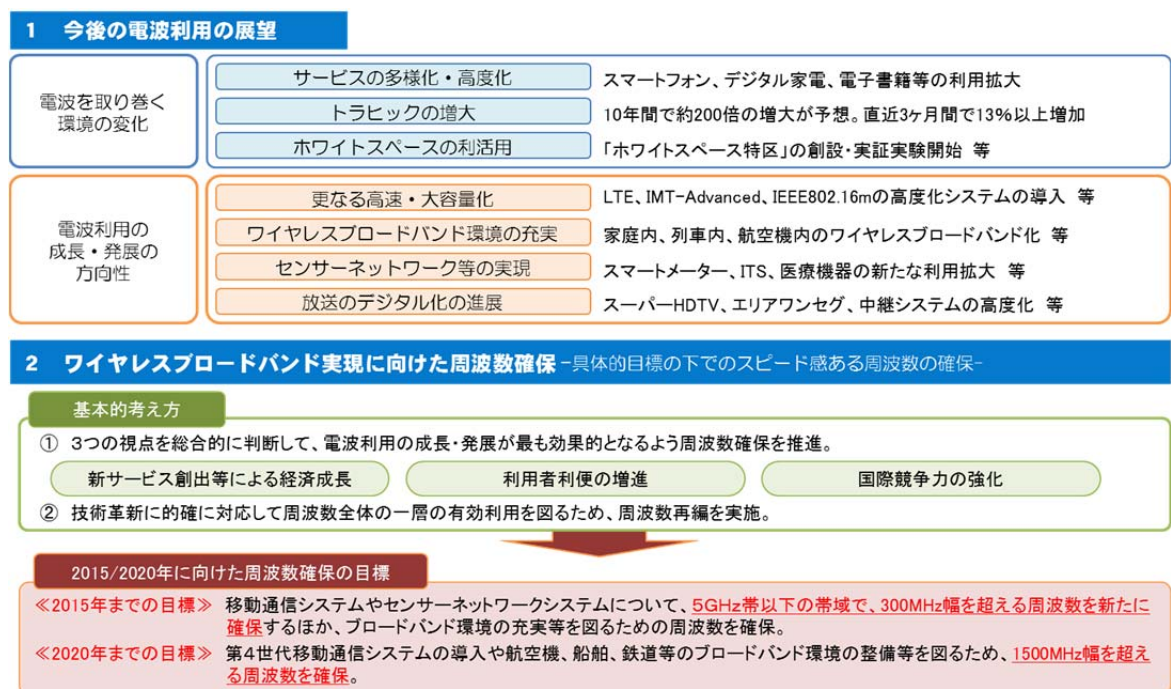 1 今後の電波利用の展望
電波を取り巻く
環境の変化
サービスの多様化・高度化
スマートフォン、デジタル家電、電子書籍等の利用拡大
トラヒックの増大
10年間で約200倍の増大が予想。直近3ヶ月間で13%以上増加
ホワイトスペースの利活用
「ホワイトスペース特区」の創設・実証実験開始 等
電波利用の
成長・発展の
方向性
更なる高速・大容量化
LTE、IMT-Advanced、IEEE802.16mの高度化システムの導入 等
ワイヤレスブロードバンド環境の充実
家庭内、列車内、航空機内のワイヤレスブロードバンド化 等
センサーネットワーク等の実現
スマートメーター、ITS、医療機器の新たな利用拡大 等
放送のデジタル化の進展
スーパーHDTV、エリアワンセグ、中継システムの高度化 等
2 ワイヤレスブロードバンド実現に向けた周波数確保 -具体的目標の下でのスピード感ある周波数の確保-
基本的考え方
① 3つの視点を総合的に判断して、電波利用の成長・発展が最も効果的となるよう周波数確保を推進。
新サービス創出等による経済成長
利用者利便の増進
国際競争力の強化
② 技術革新に的確に対応して周波数全体の一層の有効利用を図るため、周波数再編を実施。
2015/2020年に向けた周波数確保の目標
≪2015年までの目標≫ 移動通信システムやセンサーネットワークシステムについて、5GHz帯以下の帯域で、300MHz幅を超える周波数を新たに
確保するほか、ブロードバンド環境の充実等を図るための周波数を確保。
≪2020年までの目標≫ 第4世代移動通信システムの導入や航空機、船舶、鉄道等のブロードバンド環境の整備等を図るため、1500MHz幅を超え
る周波数を確保。